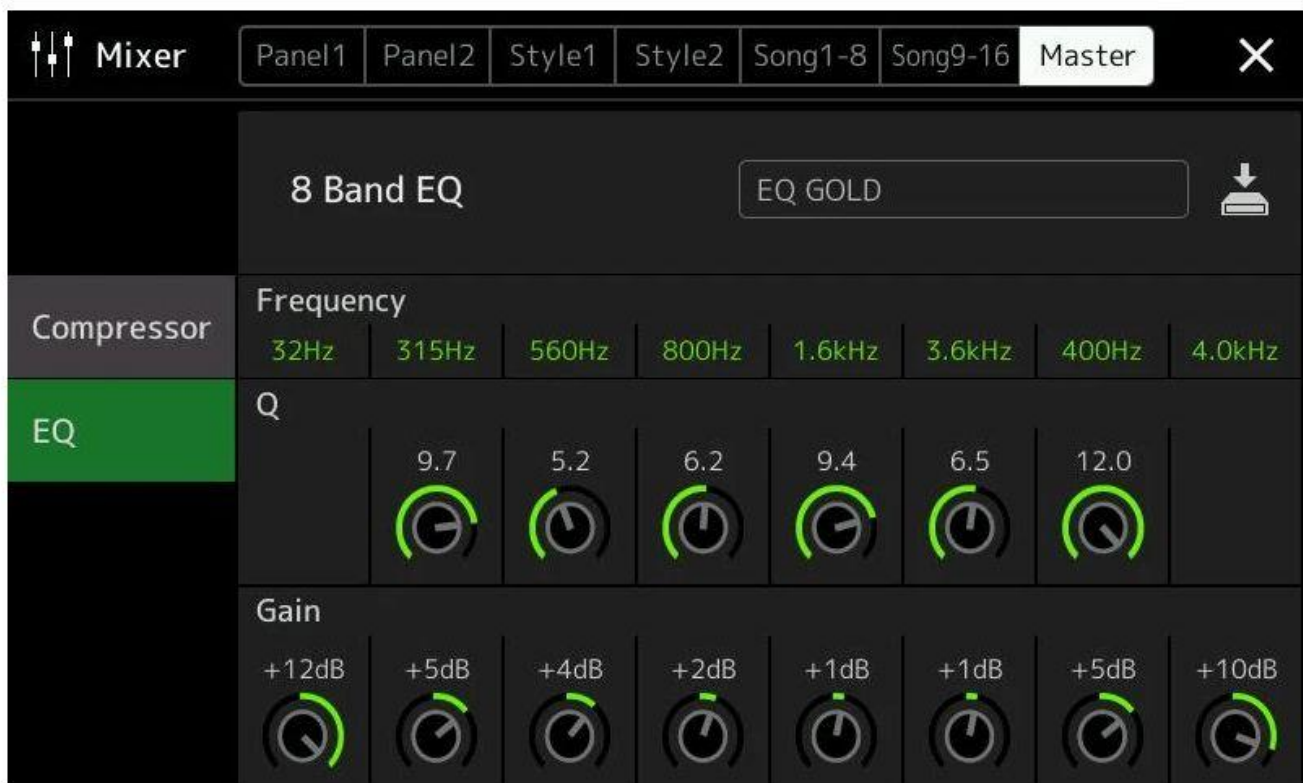 Mixer Panel1 Panel2 Style1 Style2 Song1-8 Song9-16 Master
8 Band EQ EQ GOLD
Compressor
EQ
Frequency
32Hz 315Hz 560Hz 800Hz 1.6kHz 3.6kHz 400Hz 4.0kHz
Q
9.7 5.2 6.2 9.4 6.5 12.0
Gain
+12dB +5dB +4dB +2dB +1dB +1dB +5dB +10dB